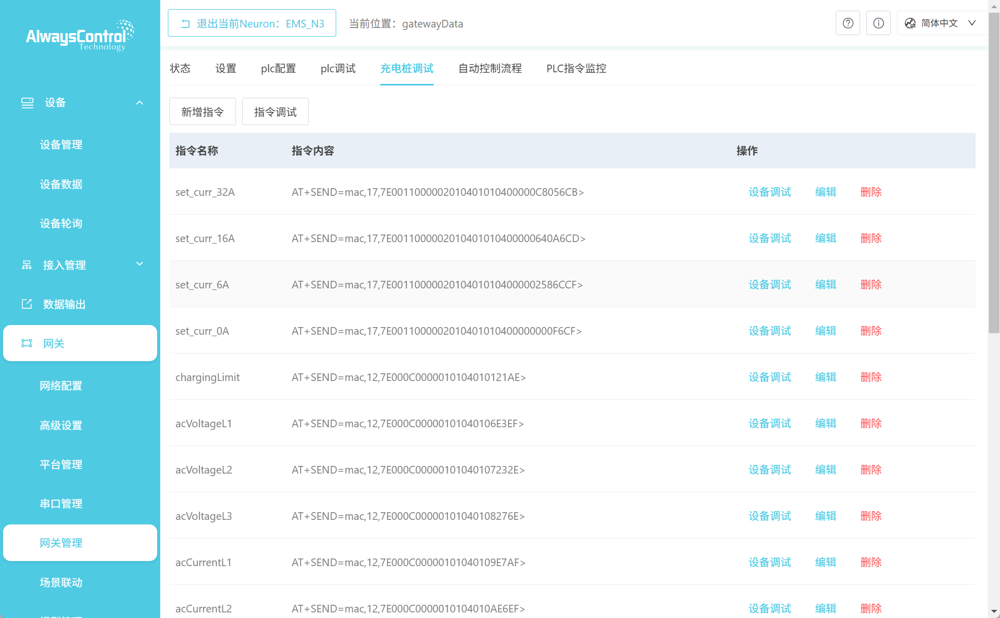 AlwaysControl
Technology
退出当前Neuron：EMS_N3
当前位置：gatewayData
简体中文
状态 设置 plc配置 plc调试 充电桩调试 自动控制流程 PLC指令监控
设备
设备管理
设备数据
设备轮询
接入管理
数据输出
网关
网络配置
高级设置
平台管理
串口管理
网关管理
场景联动
新增指令 指令调试
指令名称 指令内容 操作
set_curr_32A AT+SEND=mac,17,7E0011000002010401010400000C8056CB> 设备调试 编辑 删除
set_curr_16A AT+SEND=mac,17,7E0011000002010401010400000640A6CD> 设备调试 编辑 删除
set_curr_6A AT+SEND=mac,17,7E0011000002010401010400000258​6CCF> 设备调试 编辑 删除
set_curr_0A AT+SEND=mac,17,7E0011000002010401010400000000F6CF> 设备调试 编辑 删除
chargingLimit AT+SEND=mac,12,7E000C0000010104010121AE> 设备调试 编辑 删除
acVoltageL1 AT+SEND=mac,12,7E000C00000101040106E3EF> 设备调试 编辑 删除
acVoltageL2 AT+SEND=mac,12,7E000C00000101040107232E> 设备调试 编辑 删除
acVoltageL3 AT+SEND=mac,12,7E000C00000101040108276E> 设备调试 编辑 删除
acCurrentL1 AT+SEND=mac,12,7E000C00000101040109E7AF> 设备调试 编辑 删除
acCurrentL2 AT+SEND=mac,12,7E000C0000010104010AE6EF> 设备调试 编辑 删除